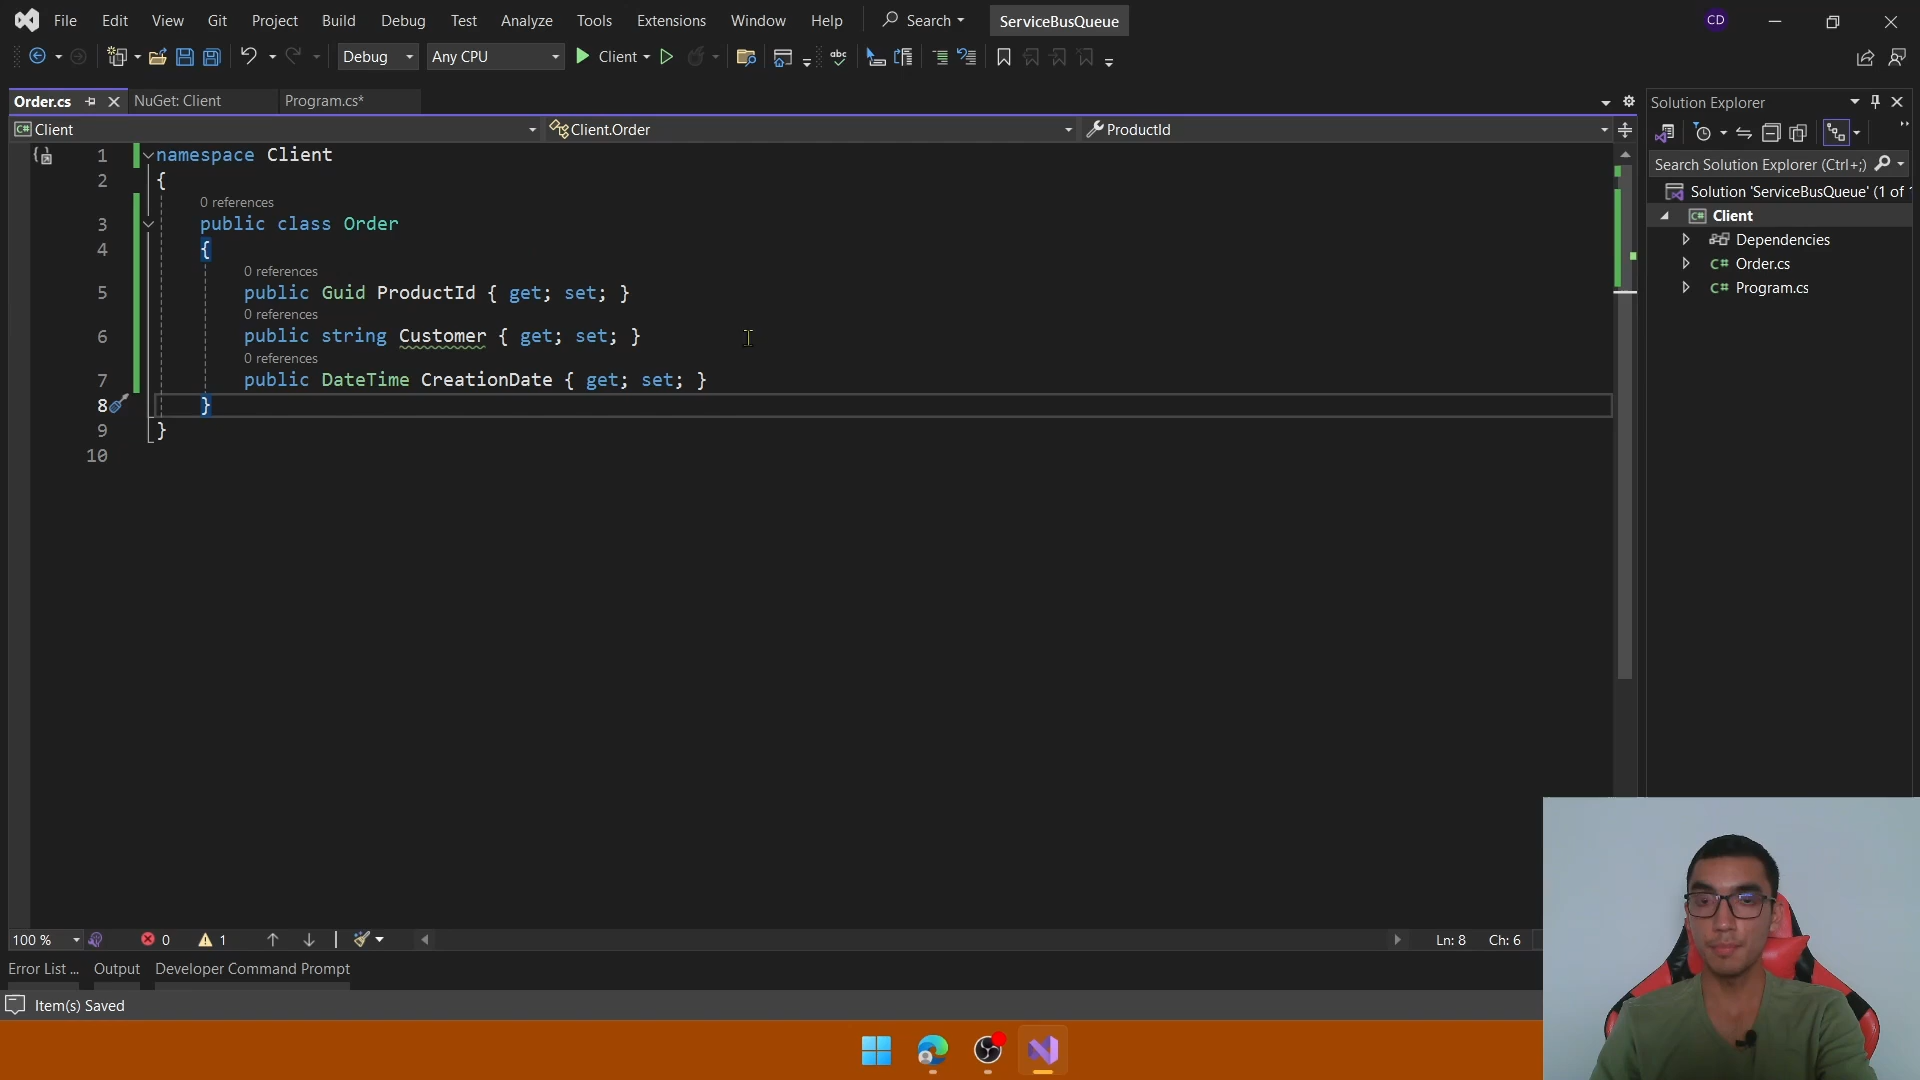 File Edit View Git Project Build Debug Test Analyze Tools Extensions Window Help Search ServiceBusQueue CD
Debug Any CPU Client abc
Order.cs NuGet: Client Program.cs* Solution Explorer
C# Client Client.Order ProductId
Search Solution Explorer (Ctrl+;)
Solution 'ServiceBusQueue' (1 of
C# Client
Dependencies
C# Order.cs
C# Program.cs
1 namespace Client
2 {
0 references
3 public class Order
4 {
0 references
5 public Guid ProductId { get; set; }
0 references
6 public string Customer { get; set; }
0 references
7 public DateTime CreationDate { get; set; }
8 }
9 }
10
100 % 0 1 Ln: 8 Ch: 6
Error List ... Output Developer Command Prompt
Item(s) Saved